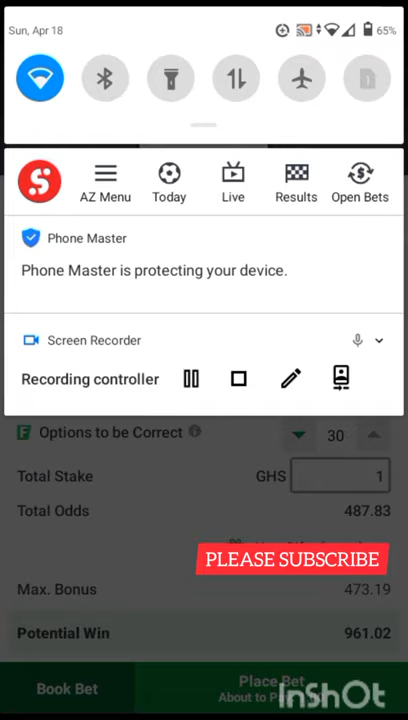 Sun, Apr 18
65%
AZ Menu
Today
Live
Results
Open Bets
Phone Master
Phone Master is protecting your device.
Screen Recorder
Recording controller
F Options to be Correct
30
Total Stake
GHS
1
Total Odds
487.83
PLEASE SUBSCRIBE
Max. Bonus
473.19
Potential Win
961.02
Book Bet
Place Bet
About to
InShOt